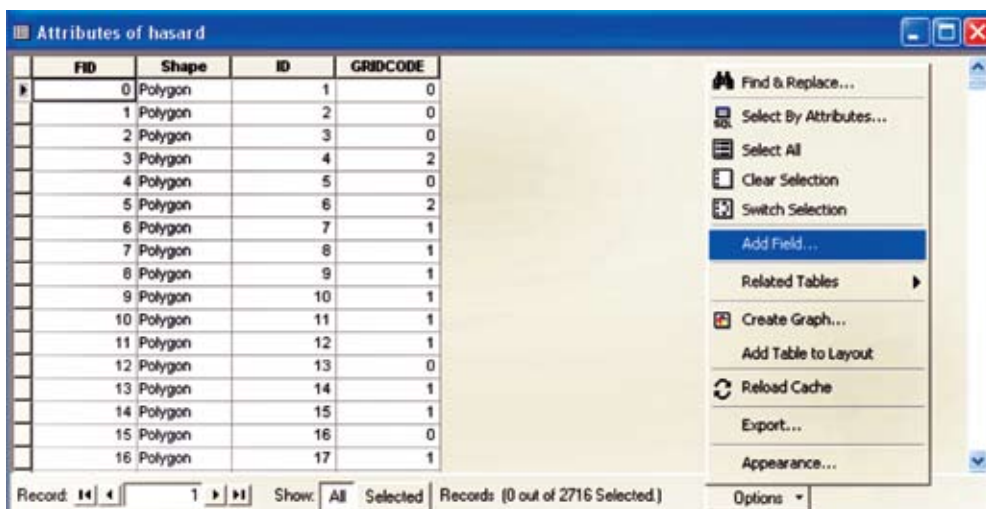 Attributes of hasard
FID Shape ID GRIDCODE
0 Polygon 1 0
1 Polygon 2 0
2 Polygon 3 0
3 Polygon 4 2
4 Polygon 5 0
5 Polygon 6 2
6 Polygon 7 1
7 Polygon 8 1
8 Polygon 9 1
9 Polygon 10 1
10 Polygon 11 1
11 Polygon 12 1
12 Polygon 13 0
13 Polygon 14 1
14 Polygon 15 1
15 Polygon 16 0
16 Polygon 17 1
Find & Replace...
SQL Select By Attributes...
Select All
Clear Selection
Switch Selection
Add Field...
Related Tables
Create Graph...
Add Table to Layout
Reload Cache
Export...
Appearance...
Record: 1 Show: All Selected Records (0 out of 2716 Selected.) Options